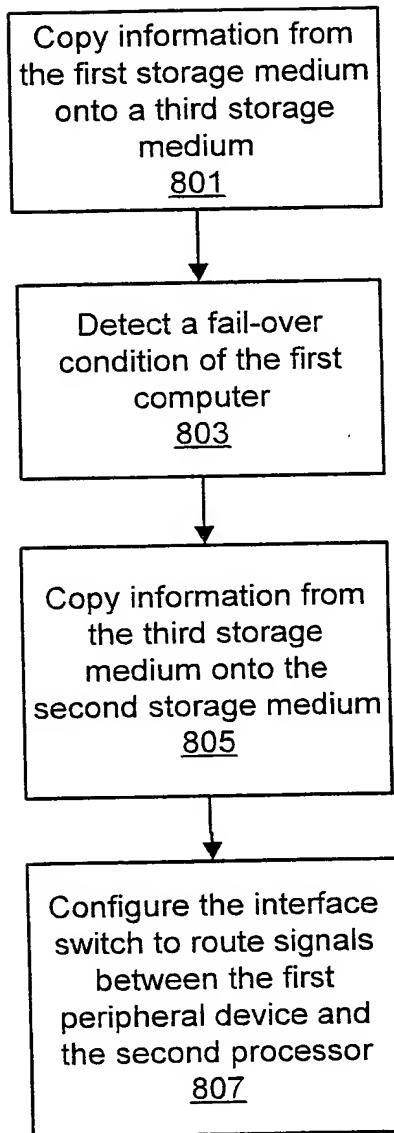 Copy information from
the first storage medium
onto a third storage
medium
801
Detect a fail-over
condition of the first
computer
803
Copy information from
the third storage
medium onto the
second storage medium
805
Configure the interface
switch to route signals
between the first
peripheral device and
the second processor
807